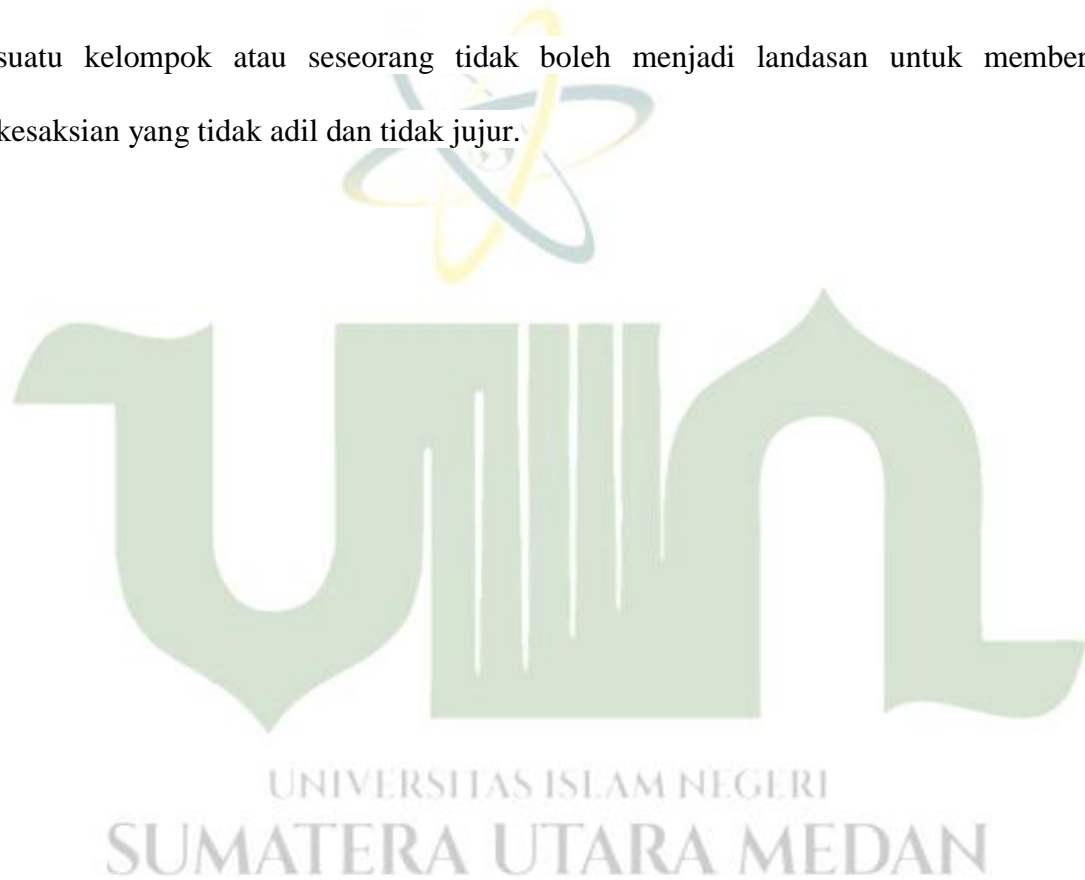 suatu kelompok atau seseorang tidak boleh menjadi landasan untuk member
kesaksian yang tidak adil dan tidak jujur.
UIN
UNIVERSITAS ISLAM NEGERI
SUMATERA UTARA MEDAN